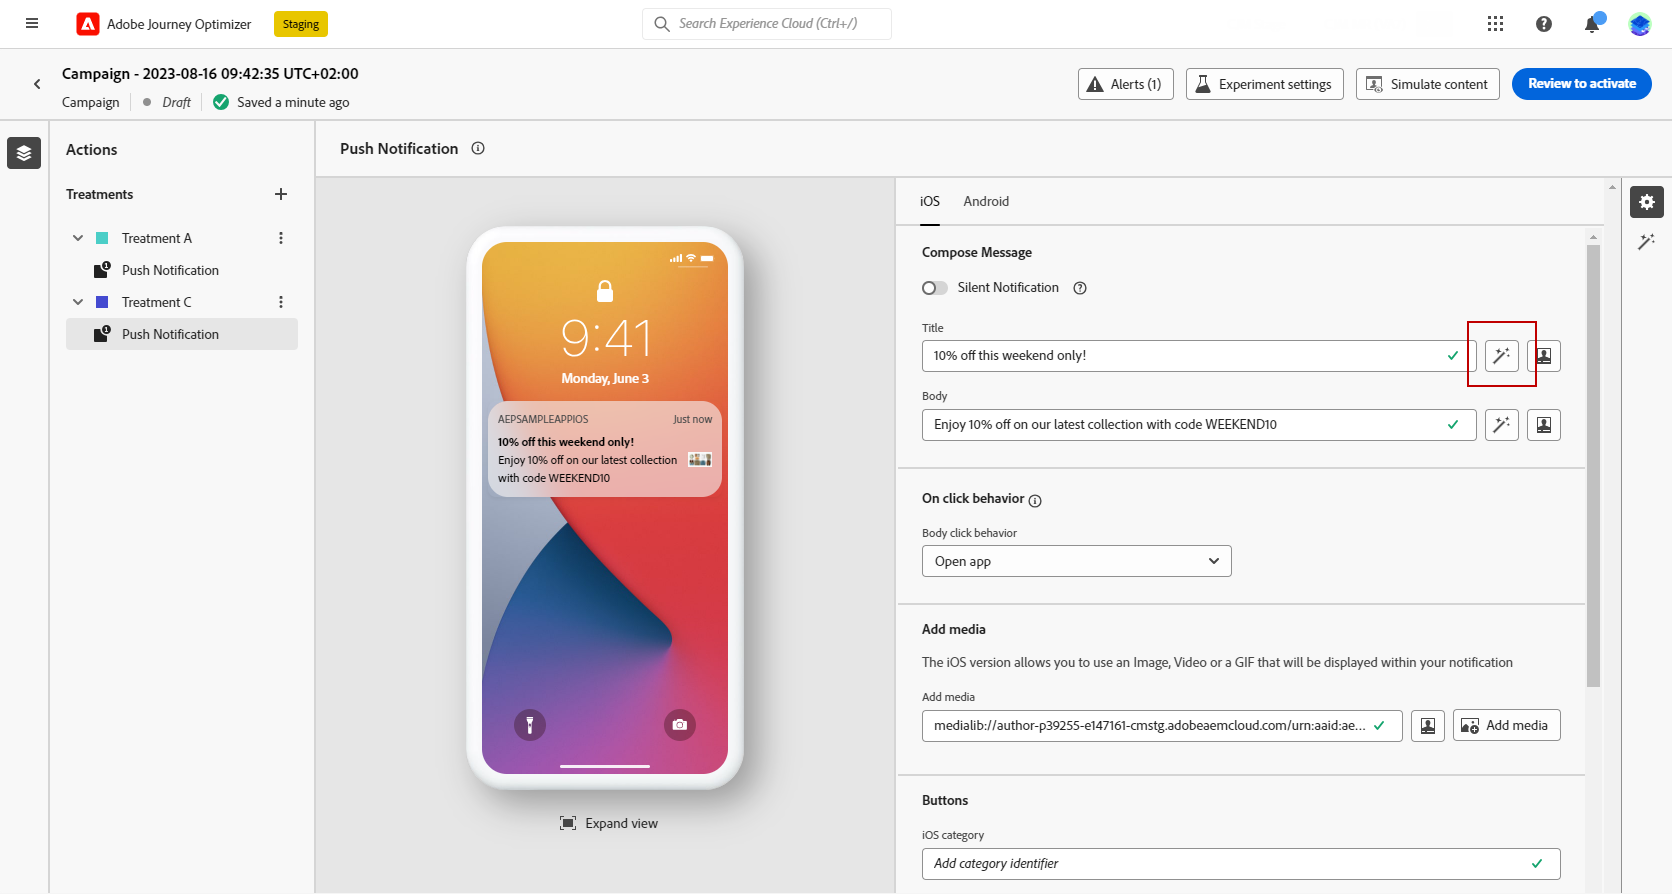 Adobe Journey Optimizer
Staging
Search Experience Cloud (Ctrl+/)
Campaign - 2023-08-16 09:42:35 UTC+02:00
Campaign
Draft
Saved a minute ago
Alerts (1)
Experiment settings
Simulate content
Review to activate
Actions
Treatments
Treatment A
1
Push Notification
Treatment C
1
Push Notification
Push Notification
9:41
Monday, June 3
AEPSAMPLEAPPIOS
Just now
10% off this weekend only!
Enjoy 10% off on our latest collection
with code WEEKEND10
Expand view
iOS
Android
Compose Message
Silent Notification
Title
10% off this weekend only!
Body
Enjoy 10% off on our latest collection with code WEEKEND10
On click behavior
Body click behavior
Open app
Add media
The iOS version allows you to use an Image, Video or a GIF that will be displayed within your notification
Add media
medialib://author-p39255-e147161-cmstg.adobeaemcloud.com/urn:aaid:ae...
Add media
Buttons
iOS category
Add category identifier